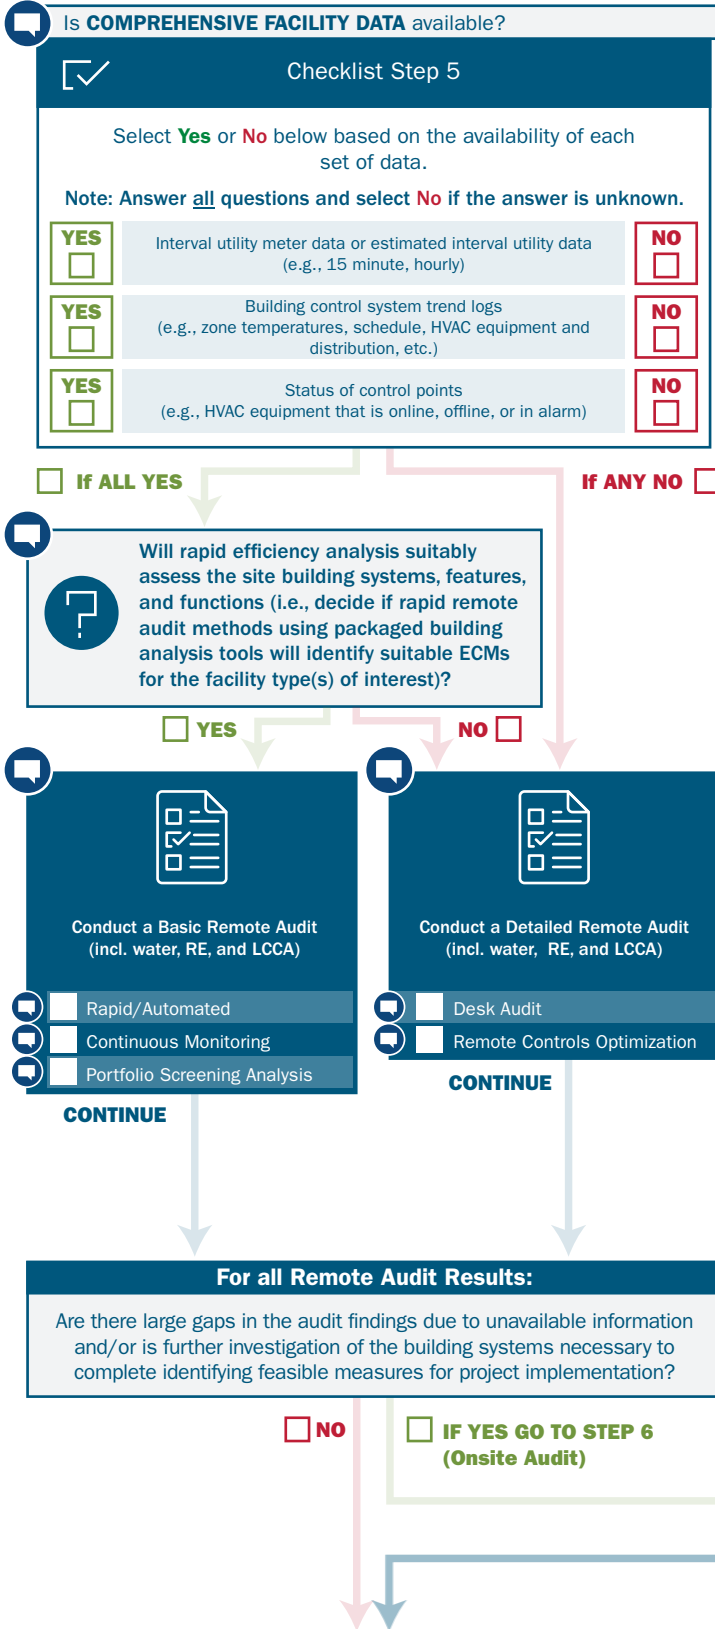 Is COMPREHENSIVE FACILITY DATA available?
Checklist Step 5
Select Yes or No below based on the availability of each
set of data.
Note: Answer all questions and select No if the answer is unknown.
YES
Interval utility meter data or estimated interval utility data
(e.g., 15 minute, hourly)
NO
YES
Building control system trend logs
(e.g., zone temperatures, schedule, HVAC equipment and
distribution, etc.)
NO
YES
Status of control points
(e.g., HVAC equipment that is online, offline, or in alarm)
NO
If ALL YES
If ANY NO
Will rapid efficiency analysis suitably
assess the site building systems, features,
and functions (i.e., decide if rapid remote
audit methods using packaged building
analysis tools will identify suitable ECMs
for the facility type(s) of interest)?
YES
NO
Conduct a Basic Remote Audit
(incl. water, RE, and LCCA)
Rapid/Automated
Continuous Monitoring
Portfolio Screening Analysis
CONTINUE
Conduct a Detailed Remote Audit
(incl. water, RE, and LCCA)
Desk Audit
Remote Controls Optimization
CONTINUE
For all Remote Audit Results:
Are there large gaps in the audit findings due to unavailable information
and/or is further investigation of the building systems necessary to
complete identifying feasible measures for project implementation?
NO
IF YES GO TO STEP 6
(Onsite Audit)